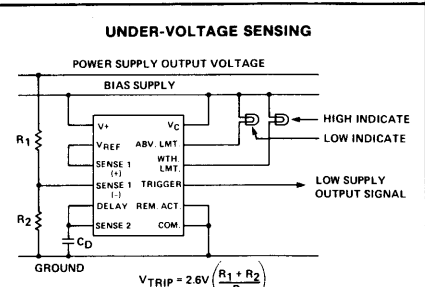 UNDER-VOLTAGE SENSING
POWER SUPPLY OUTPUT VOLTAGE
BIAS SUPPLY
V+
VC
HIGH INDICATE
LOW INDICATE
R1
VREF
ABV. LMT.
SENSE 1
(+)
WTH.
LMT.
SENSE 1
(-)
TRIGGER
LOW SUPPLY
OUTPUT SIGNAL
R2
DELAY
REM. ACT.
SENSE 2
COM.
CD
GROUND
VTRIP = 2.6V (R1 + R2